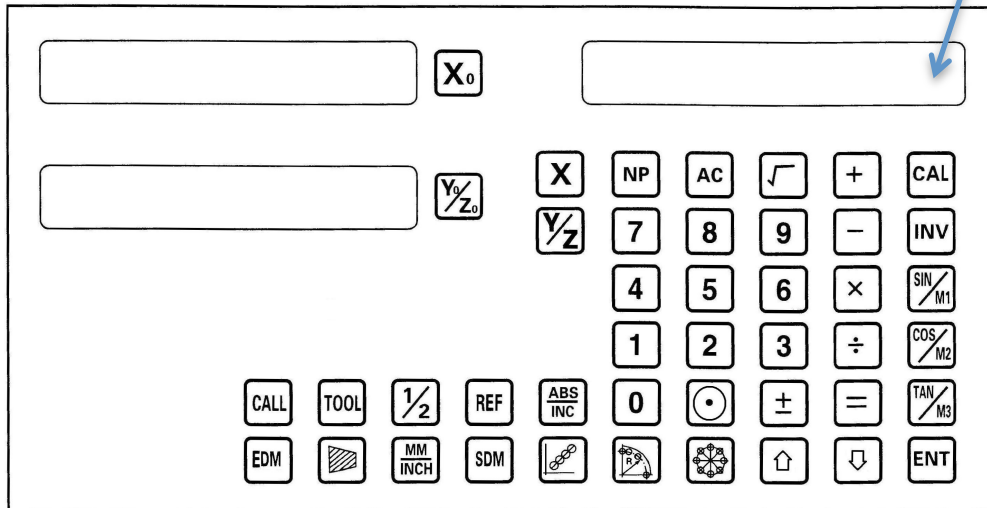 X₀
Y₀/Z₀
X NP AC √ + CAL
Y/Z 7 8 9 − INV
4 5 6 × SIN/M1
1 2 3 ÷ COS/M2
CALL TOOL 1/2 REF ABS/INC 0 • ± = TAN/M3
EDM MM/INCH SDM R ENT